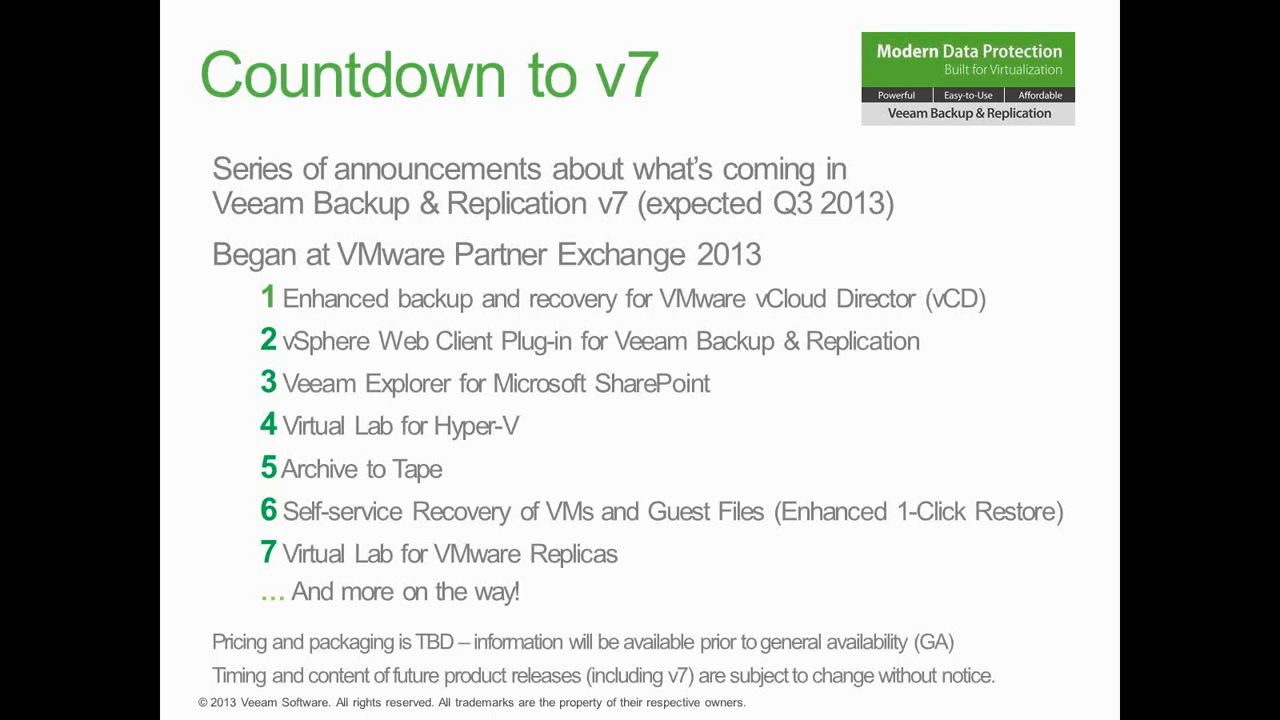 Countdown to v7
Modern Data Protection
Built for Virtualization
Powerful Easy-to-Use Affordable
Veeam Backup & Replication
Series of announcements about what's coming in
Veeam Backup & Replication v7 (expected Q3 2013)
Began at VMware Partner Exchange 2013
1 Enhanced backup and recovery for VMware vCloud Director (vCD)
2 vSphere Web Client Plug-in for Veeam Backup & Replication
3 Veeam Explorer for Microsoft SharePoint
4 Virtual Lab for Hyper-V
5 Archive to Tape
6 Self-service Recovery of VMs and Guest Files (Enhanced 1-Click Restore)
7 Virtual Lab for VMware Replicas
… And more on the way!
Pricing and packaging is TBD – information will be available prior to general availability (GA)
Timing and content of future product releases (including v7) are subject to change without notice.
© 2013 Veeam Software. All rights reserved. All trademarks are the property of their respective owners.